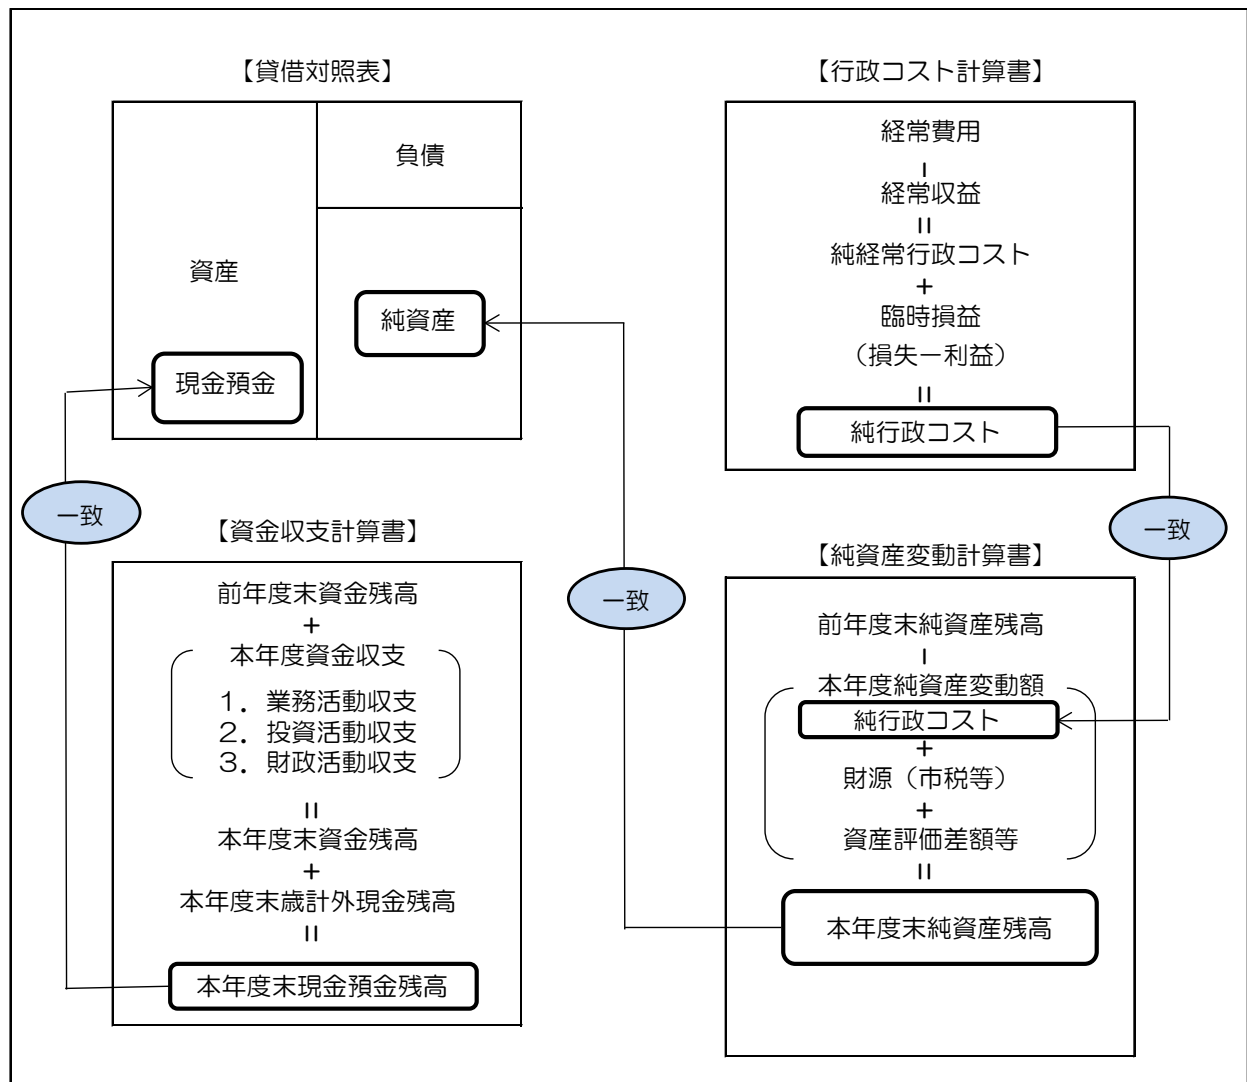 【貸借対照表】
資産
負債
純資産
現金預金
【行政コスト計算書】
経常費用
－
経常収益
＝
純経常行政コスト
＋
臨時損益
（損失－利益）
＝
純行政コスト
一致
【資金収支計算書】
前年度末資金残高
＋
本年度資金収支
１．業務活動収支
２．投資活動収支
３．財政活動収支
＝
本年度末資金残高
＋
本年度末歳計外現金残高
＝
本年度末現金預金残高
一致
一致
【純資産変動計算書】
前年度末純資産残高
－
本年度純資産変動額
純行政コスト
＋
財源（市税等）
＋
資産評価差額等
＝
本年度末純資産残高